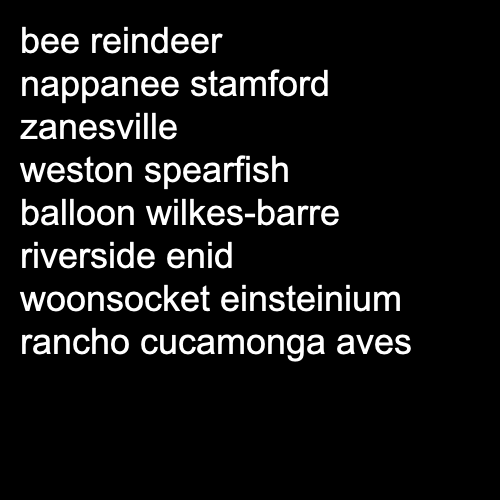 bee reindeer
nappanee stamford
zanesville
weston spearfish
balloon wilkes-barre
riverside enid
woonsocket einsteinium
rancho cucamonga aves